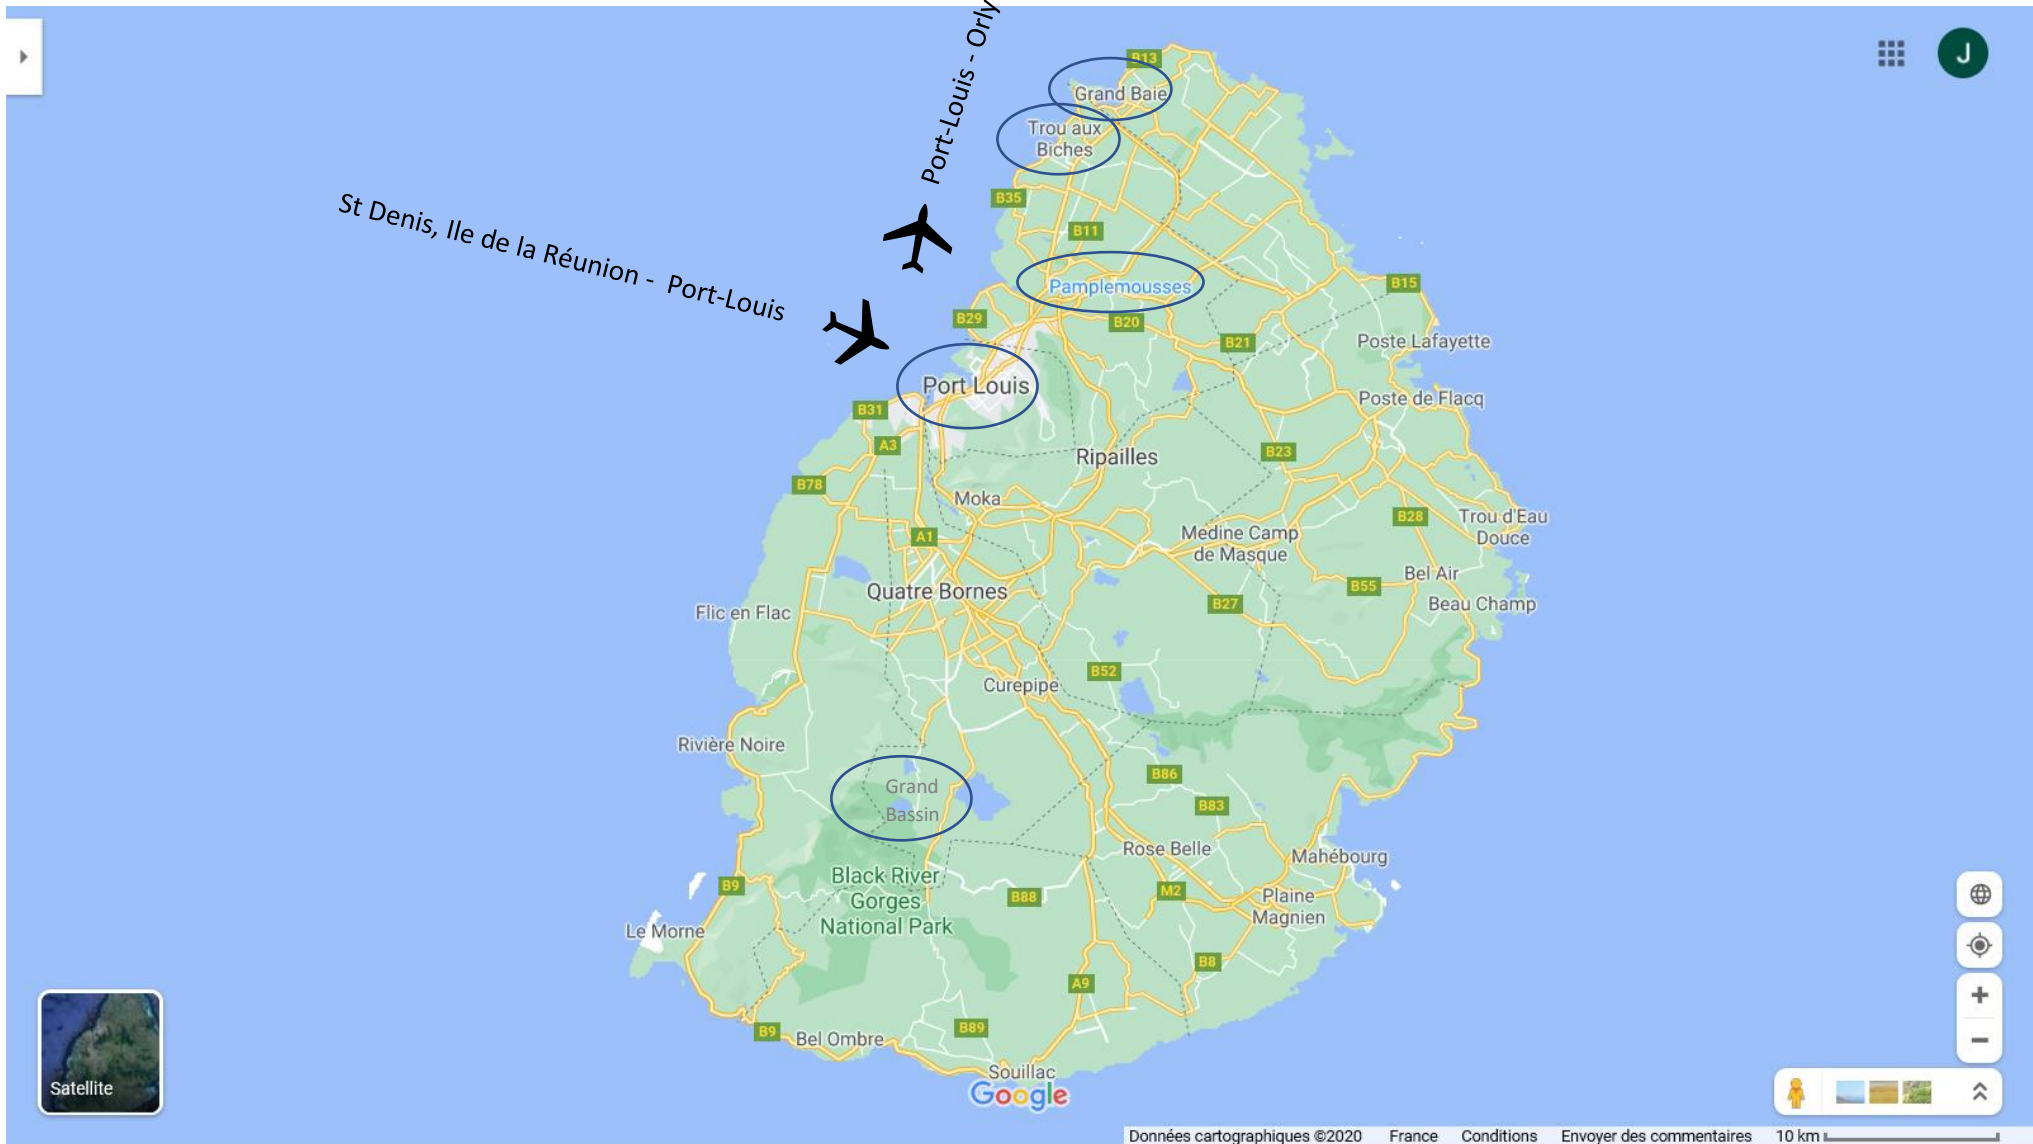 Port-Louis - Orly
J
B13
Grand Baie
Trou aux
Biches
St Denis, Ile de la Réunion -  Port-Louis
B35
B11
Pamplemousses
B15
B29
B20
B21
Poste Lafayette
Port Louis
Poste de Flacq
B31
A3
Ripailles
B23
B78
Moka
B28
Trou d'Eau
Douce
A1
Medine Camp
de Masque
Bel Air
B55
Quatre Bornes
Flic en Flac
B27
Beau Champ
B52
Curepipe
Rivière Noire
Grand
Bassin
B86
B83
Rose Belle
Mahébourg
Black River
Gorges
National Park
B9
B88
M2
Plaine
Magnien
Le Morne
B8
A9
B9
Bel Ombre
B89
Souillac
Google
Satellite
Données cartographiques ©2020 France Conditions Envoyer des commentaires 10 km